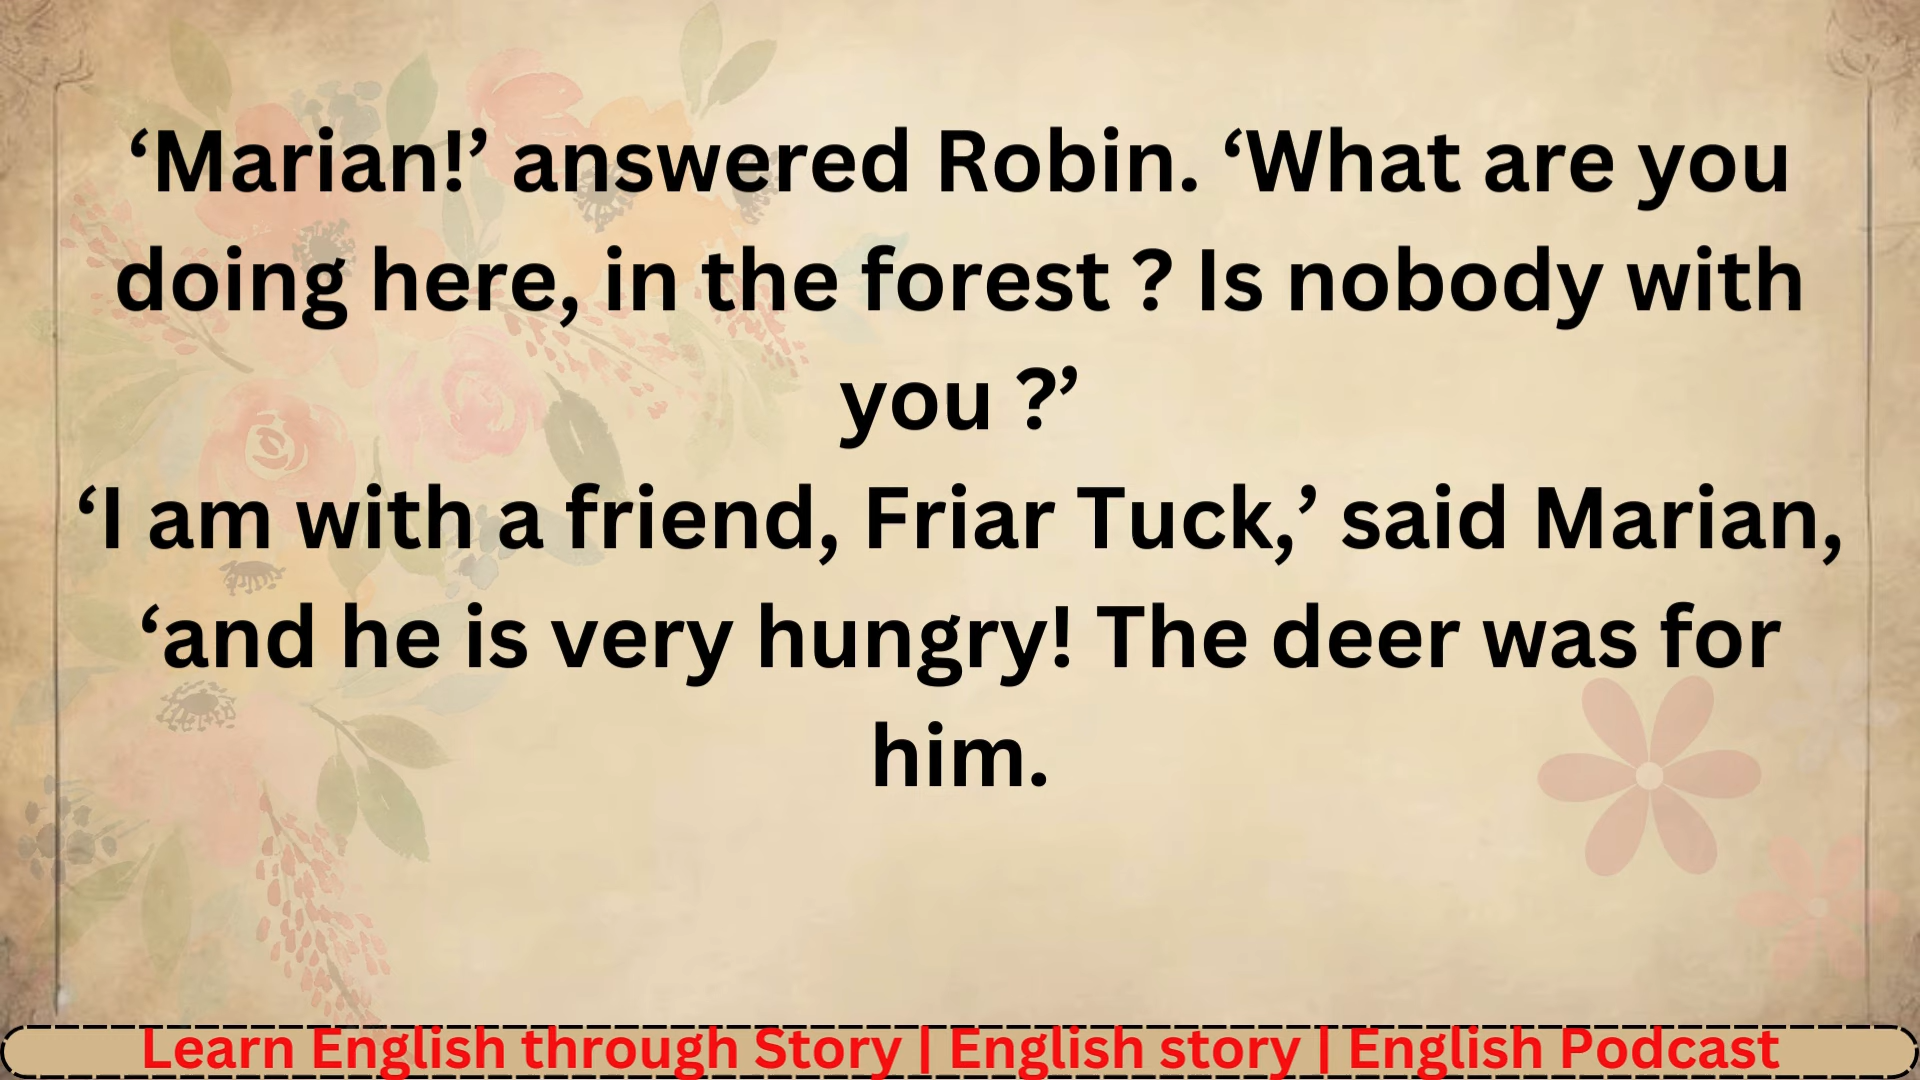 ‘Marian!’ answered Robin. ‘What are you
doing here, in the forest ? Is nobody with
you ?’
‘I am with a friend, Friar Tuck,’ said Marian,
‘and he is very hungry! The deer was for
him.
Learn English through Story | English story | English Podcast